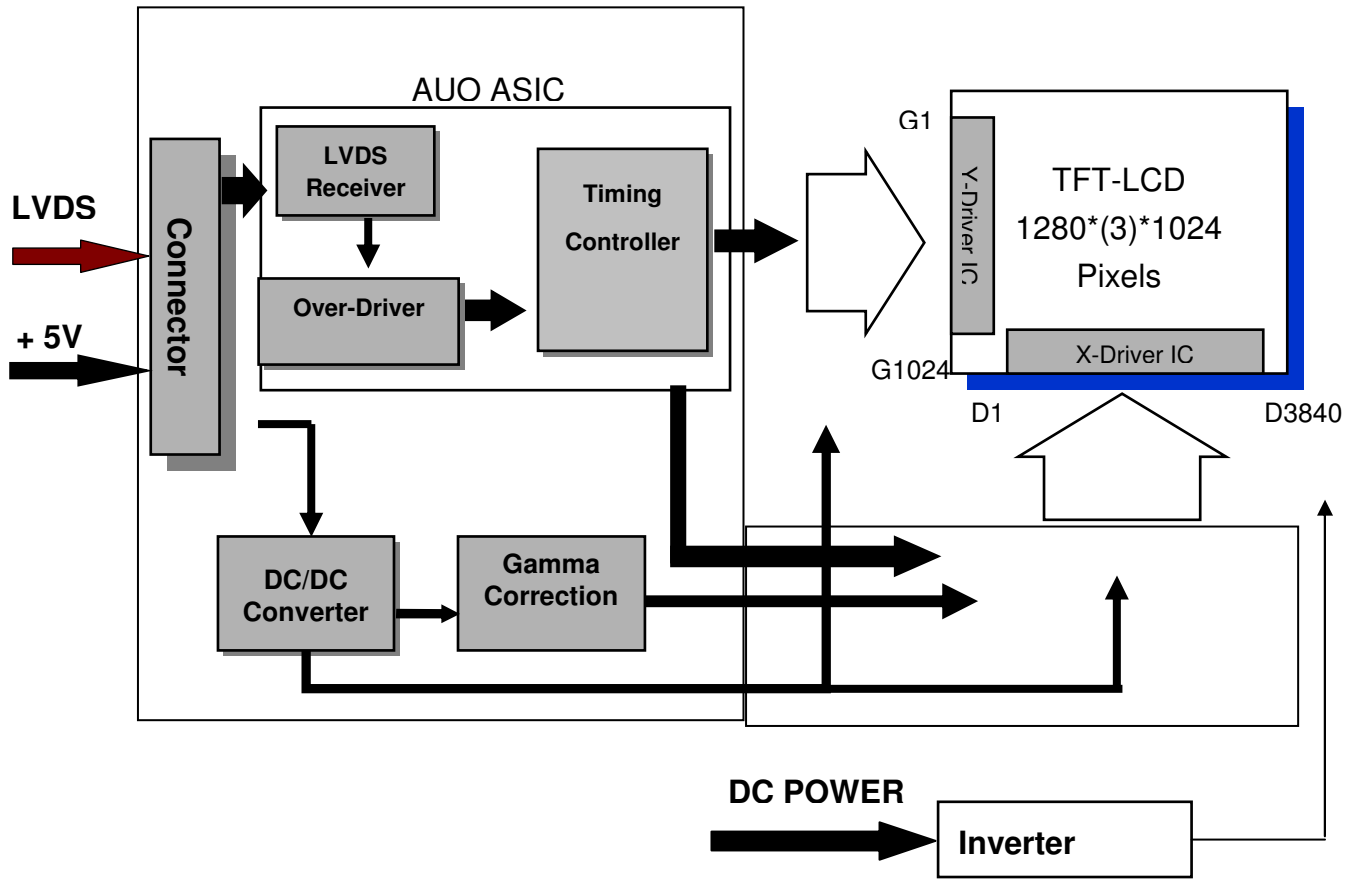 AUO ASIC
LVDS
+ 5V
Connector
LVDS
Receiver
Over-Driver
Timing
Controller
G1
Y-Driver IC
TFT-LCD
1280*(3)*1024
Pixels
X-Driver IC
G1024
D1
D3840
DC/DC
Converter
Gamma
Correction
DC POWER
Inverter